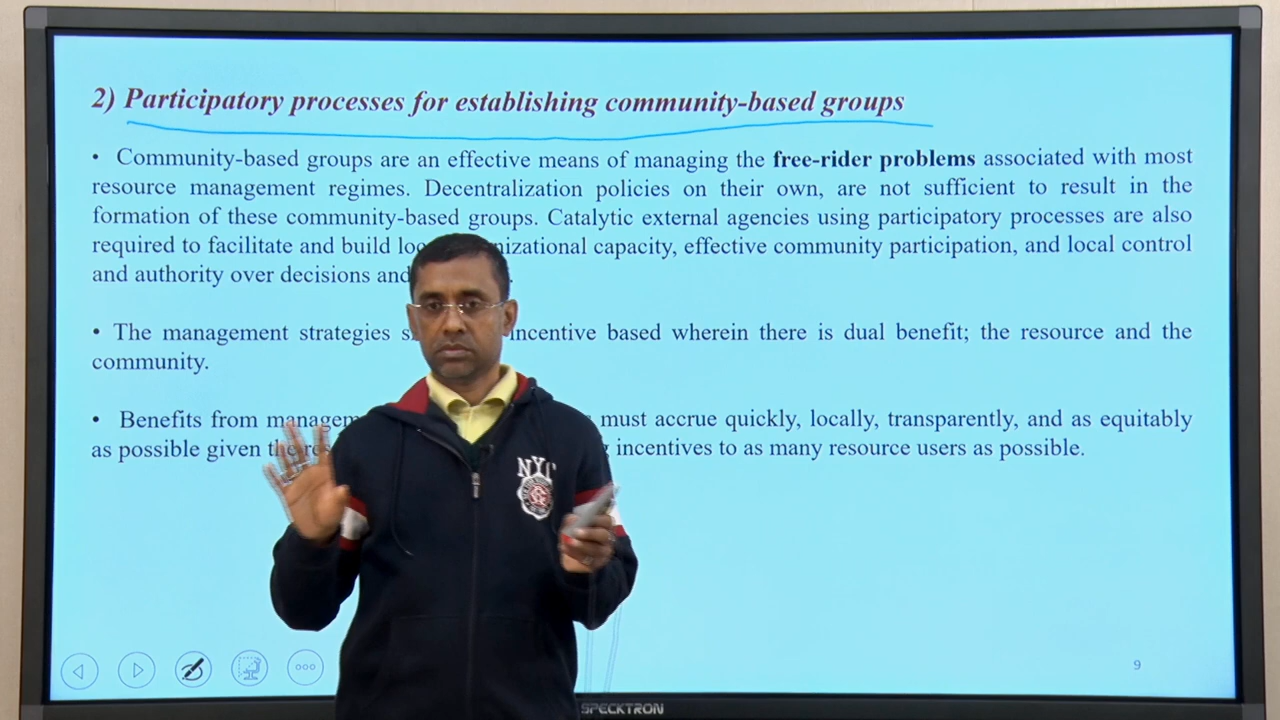 2) Participatory processes for establishing community-based groups
• Community-based groups are an effective means of managing the free-rider problems associated with most
resource management regimes. Decentralization policies on their own, are not sufficient to result in the
formation of these community-based groups. Catalytic external agencies using participatory processes are also
required to facilitate and build effective community participation, and local control
and authority over decisions and
• The management strategies incentive based wherein there is dual benefit; the resource and the
community.
• Benefits from must accrue quickly, locally, transparently, and as equitably
as possible given incentives to as many resource users as possible.
NYC
9
SPECKTRON